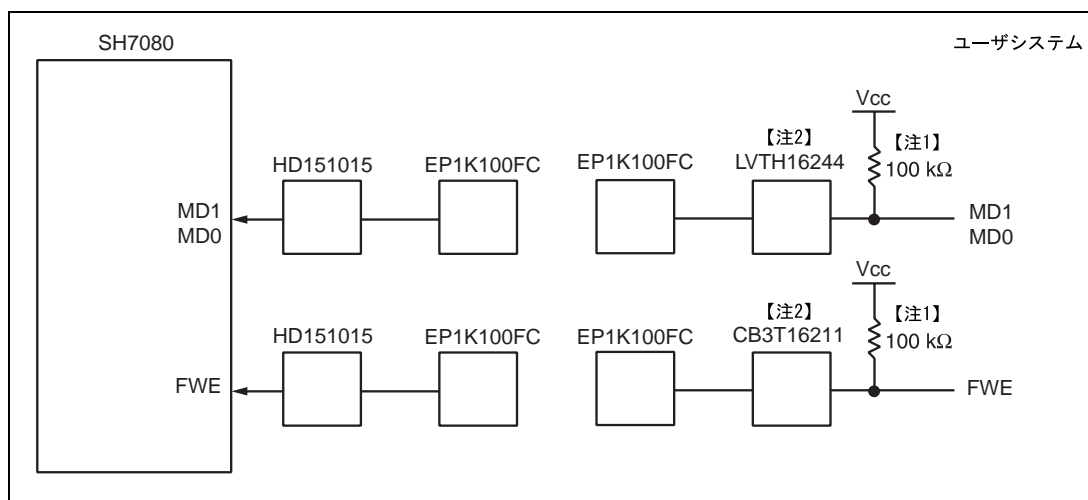 SH7080
ユーザシステム
Vcc
【注1】
100 kΩ
【注2】
LVTH16244
HD151015
EP1K100FC
EP1K100FC
MD1
MD0
MD1
MD0
Vcc
【注1】
100 kΩ
【注2】
CB3T16211
HD151015
EP1K100FC
EP1K100FC
FWE
FWE